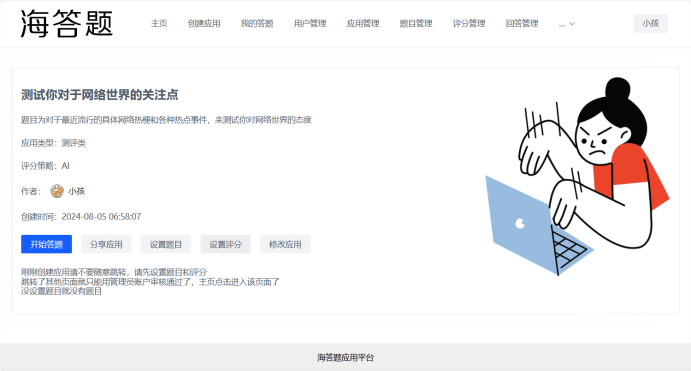 海答题
主页 创建应用 我的答题 用户管理 应用管理 题目管理 评分管理 回答管理 ... 小孩
测试你对于网络世界的关注点
题目为对于最近流行的具体网络热梗和各种热点事件，来测试你对网络世界的态度
应用类型：测评类
评分策略：AI
作者： 小孩
创建时间：2024-08-05 06:58:07
开始答题 分享应用 设置题目 设置评分 修改应用
刚刚创建应用请不要随意跳转，请先设置题目和评分
跳转了其他页面就只能用管理员账户审核通过了，主页点击进入该页面了
没设置题目就没有题目
海答题应用平台